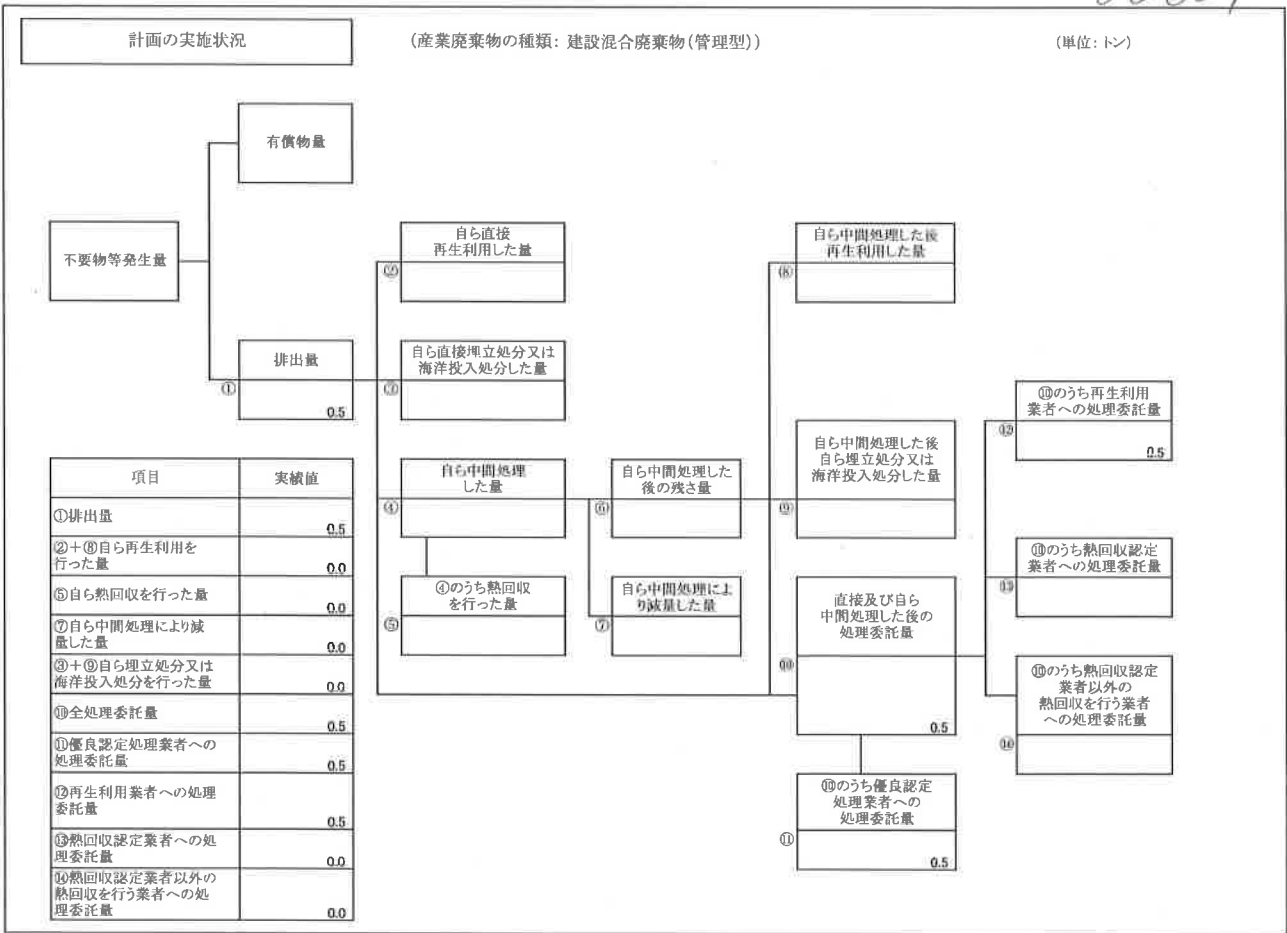 計画の実施状況
(産業廃棄物の種類: 建設混合廃棄物(管理型))
(単位: トン)
有償物量
不要物等発生量
排出量
①
0.5
自ら直接
再生利用した量
②
自ら直接埋立処分又は
海洋投入処分した量
③
自ら中間処理
した量
④
④のうち熱回収
を行った量
⑤
自ら中間処理した
後の残さ量
⑥
自ら中間処理によ
り減量した量
⑦
自ら中間処理した後
再生利用した量
⑧
自ら中間処理した後
自ら埋立処分又は
海洋投入処分した量
⑨
直接及び自ら
中間処理した後の
処理委託量
⑩
0.5
⑩のうち優良認定
処理業者への
処理委託量
⑪
0.5
⑩のうち再生利用
業者への処理委託量
⑫
0.5
⑩のうち熱回収認定
業者への処理委託量
⑬
⑩のうち熱回収認定
業者以外の
熱回収を行う業者
への処理委託量
⑭
項目
実績値
①排出量
0.5
②+⑧自ら再生利用を
行った量
0.0
⑤自ら熱回収を行った量
0.0
⑦自ら中間処理により減
量した量
0.0
③+⑨自ら埋立処分又は
海洋投入処分を行った量
0.0
⑩全処理委託量
0.5
⑪優良認定処理業者への
処理委託量
0.5
⑫再生利用業者への処理
委託量
0.5
⑬熱回収認定業者への処
理委託量
0.0
⑭熱回収認定業者以外の
熱回収を行う業者への処
理委託量
0.0